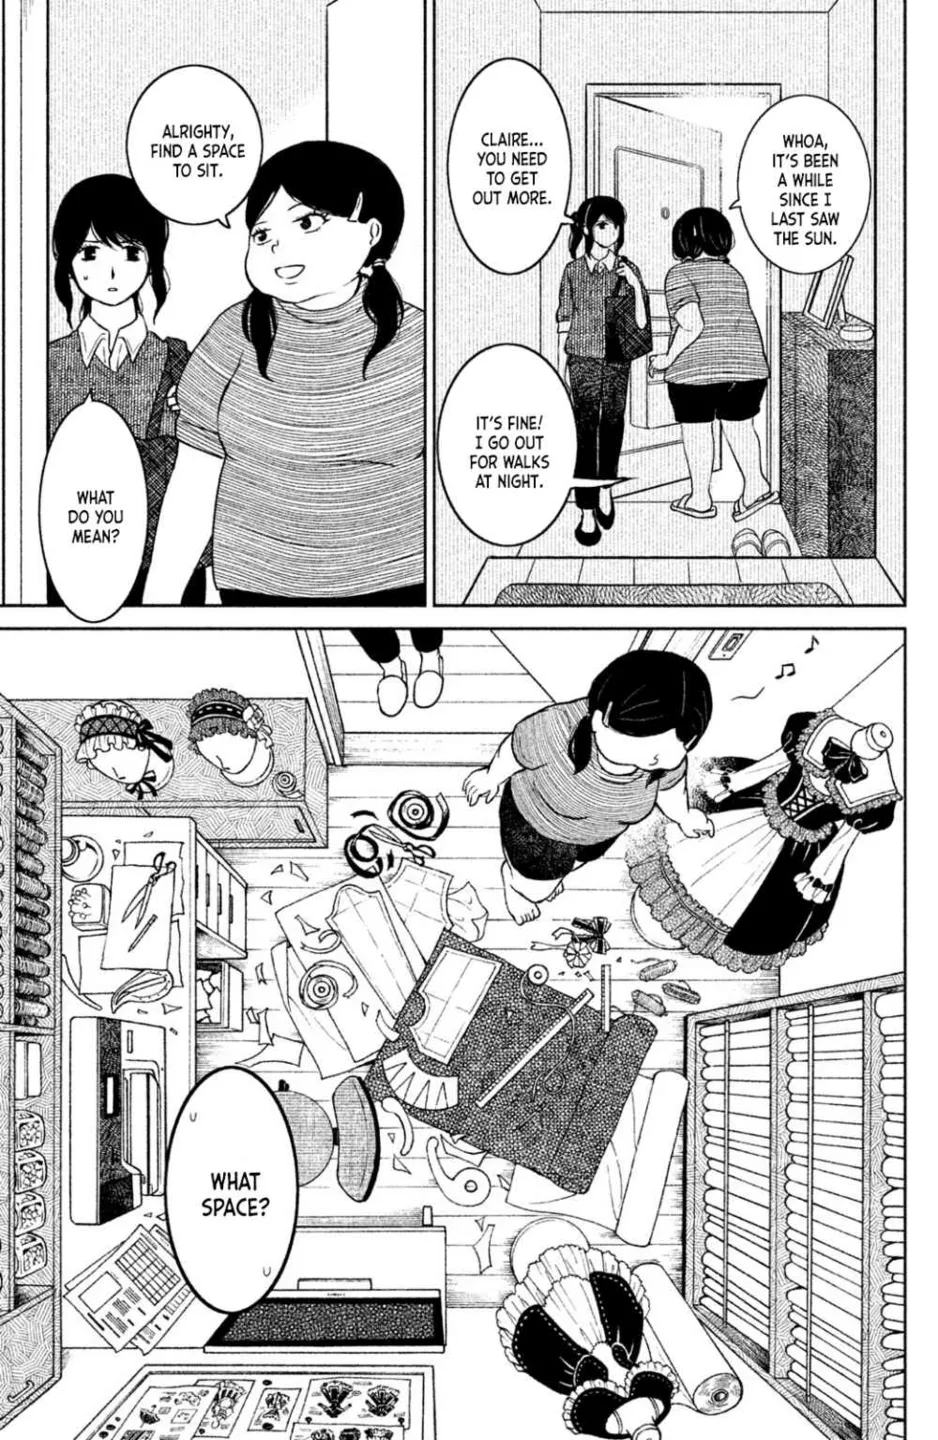 WHOA,
IT'S BEEN
A WHILE
SINCE I
LAST SAW
THE SUN.
CLAIRE...
YOU NEED
TO GET
OUT MORE.
IT'S FINE!
I GO OUT
FOR WALKS
AT NIGHT.
ALRIGHTY,
FIND A SPACE
TO SIT.
WHAT
DO YOU
MEAN?
WHAT
SPACE?